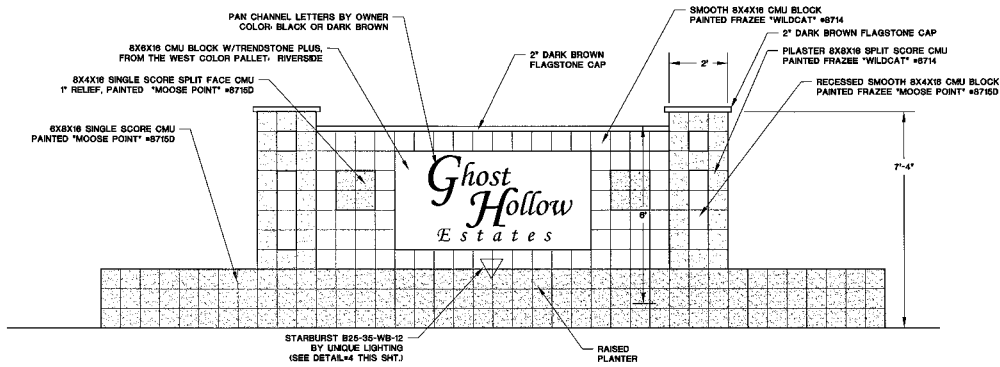 PAN CHANNEL LETTERS BY OWNER
COLOR: BLACK OR DARK BROWN
8X6X16 CMU BLOCK W/TRENDSTONE PLUS,
FROM THE WEST COLOR PALLET: RIVERSIDE
8X4X16 SINGLE SCORE SPLIT FACE CMU
1" RELIEF, PAINTED "MOOSE POINT" #8715D
6X8X16 SINGLE SCORE CMU
PAINTED "MOOSE POINT" #8715D
2" DARK BROWN
FLAGSTONE CAP
SMOOTH 8X4X16 CMU BLOCK
PAINTED FRAZEE "WILDCAT" #8714
2" DARK BROWN FLAGSTONE CAP
PILASTER 8X8X16 SPLIT SCORE CMU
PAINTED FRAZEE "WILDCAT" #8714
RECESSED SMOOTH 8X4X16 CMU BLOCK
PAINTED FRAZEE "MOOSE POINT" #8715D
2'
7'-4"
6'
Ghost
Hollow
Estates
STARBURST B25-35-WB-12
BY UNIQUE LIGHTING
(SEE DETAIL#4 THIS SHT.)
RAISED
PLANTER